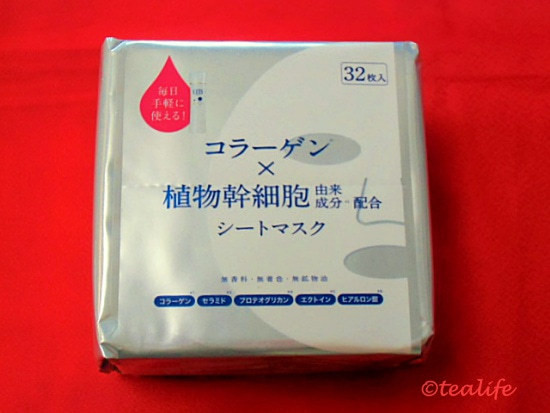 32枚入
毎日
手軽に
使える!
コラーゲン
×
植物幹細胞 由来成分 配合
シートマスク
無香料・無着色・無鉱物油
コラーゲン セラミド プロテオグリカン エクトイン ヒアルロン酸
©tealife